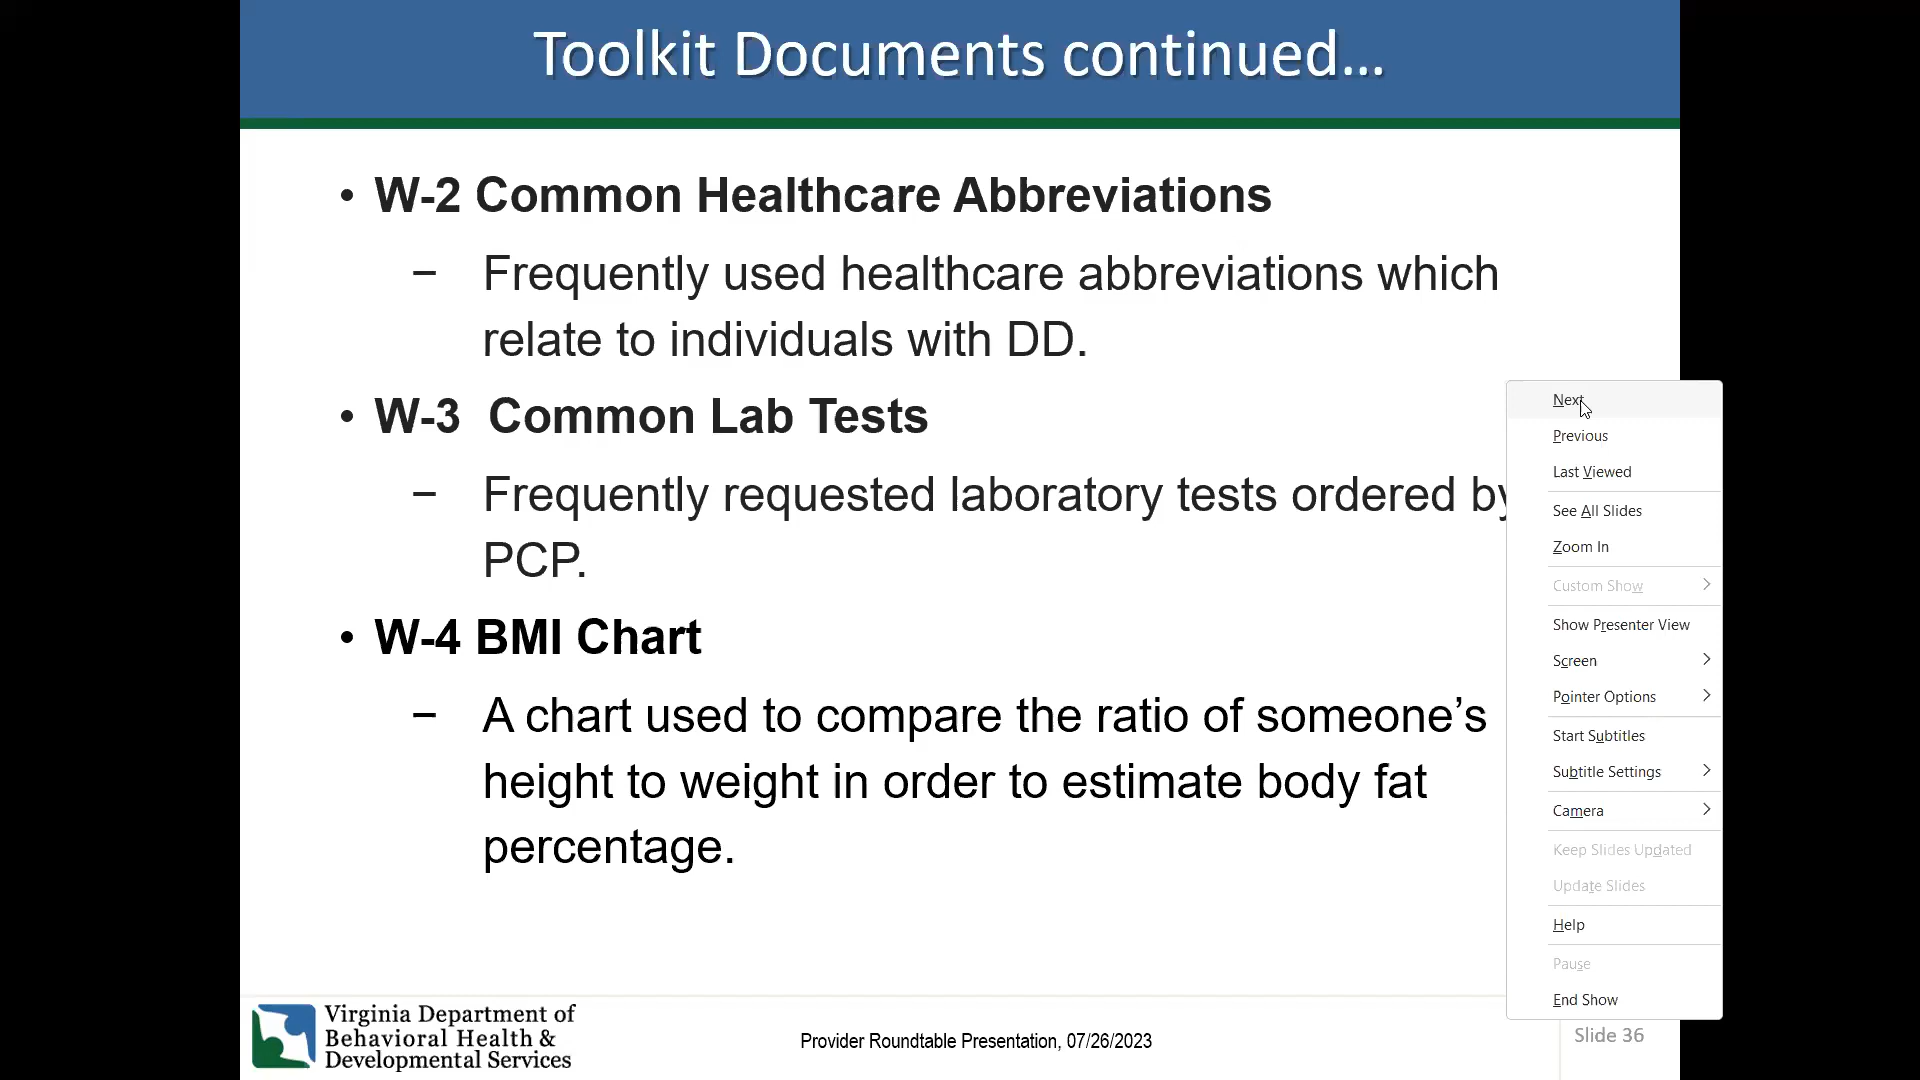 Toolkit Documents continued...
• W-2 Common Healthcare Abbreviations
− Frequently used healthcare abbreviations which
relate to individuals with DD.
• W-3 Common Lab Tests
− Frequently requested laboratory tests ordered by
PCP.
• W-4 BMI Chart
− A chart used to compare the ratio of someone’s
height to weight in order to estimate body fat
percentage.
Next
Previous
Last Viewed
See All Slides
Zoom In
Custom Show
Show Presenter View
Screen
Pointer Options
Start Subtitles
Subtitle Settings
Camera
Keep Slides Updated
Update Slides
Help
Pause
End Show
Virginia Department of
Behavioral Health &
Developmental Services
Provider Roundtable Presentation, 07/26/2023
Slide 36